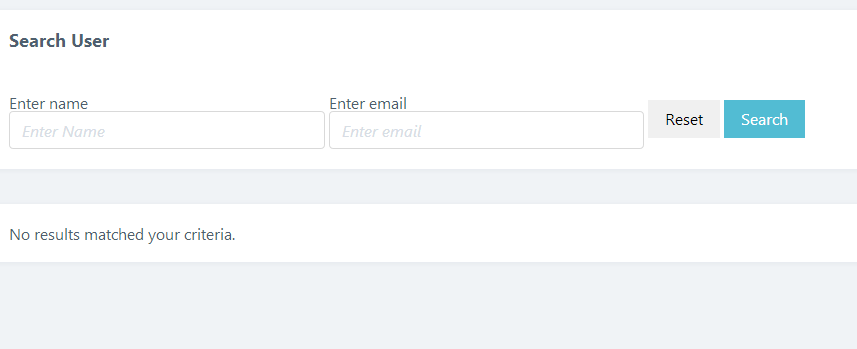 Search User
Enter name Enter email
Enter Name Enter email Reset Search
No results matched your criteria.